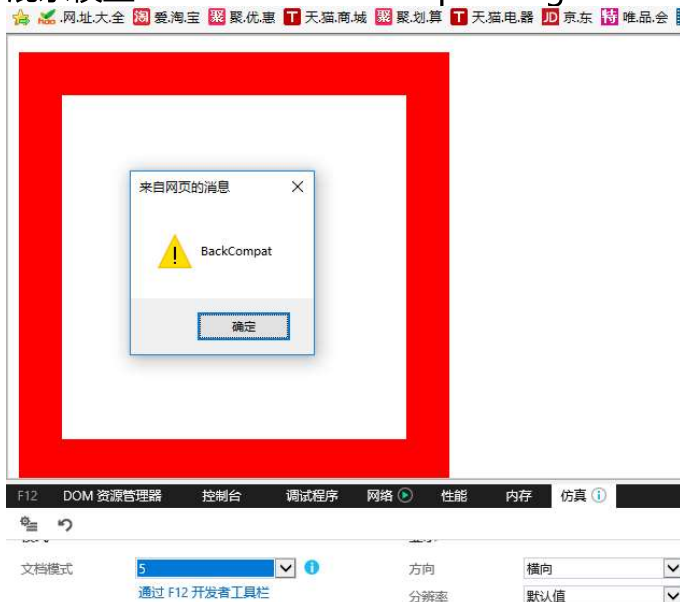 .网.址.大.全 爱.淘.宝 聚.优.惠 天.猫.商.城 聚.划.算 天.猫.电.器 京.东 唯.品.会
来自网页的消息
BackCompat
确定
F12 DOM 资源管理器 控制台 调试程序 网络 性能 内存 仿真
文档模式 5 方向 横向
通过 F12 开发者工具栏 分辨率 默认值